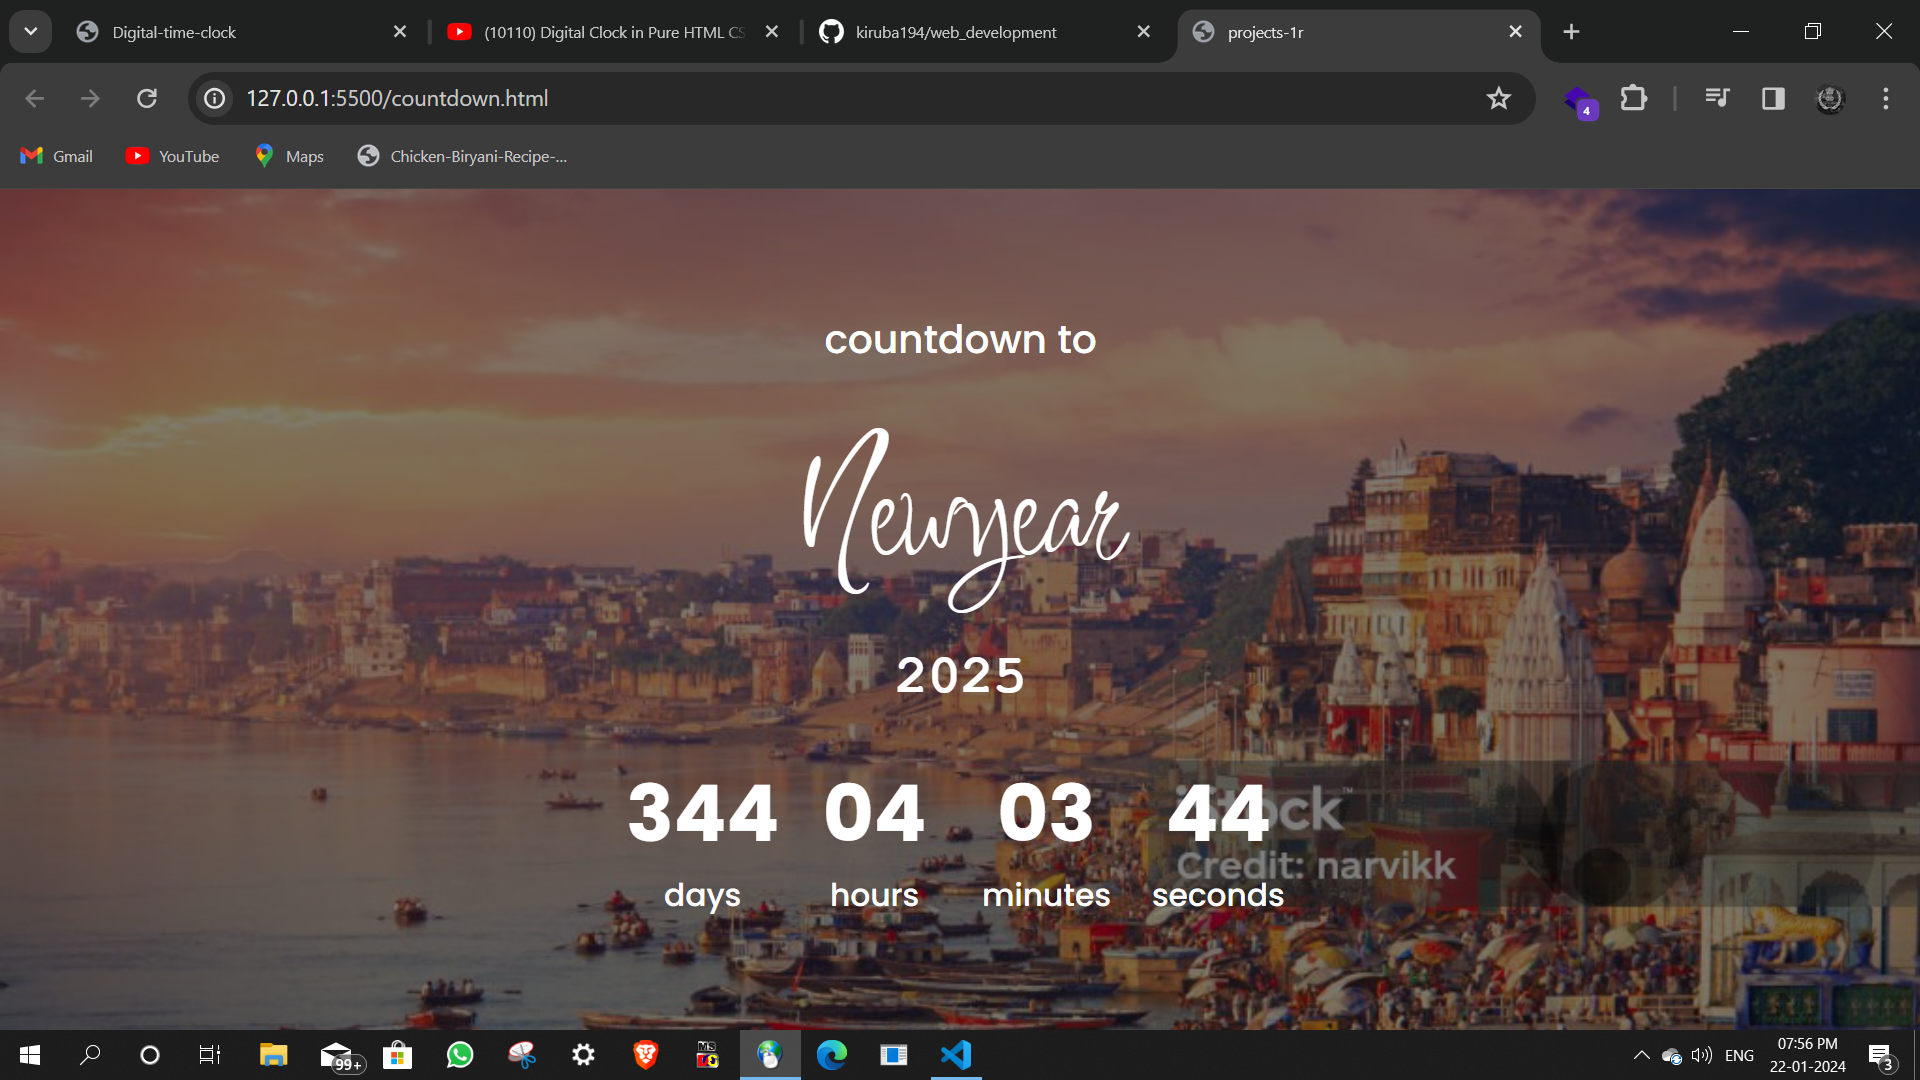 Digital-time-clock
(10110) Digital Clock in Pure HTML CS
kiruba194/web_development
projects-1r
127.0.0.1:5500/countdown.html
4
Gmail
YouTube
Maps
Chicken-Biryani-Recipe-...
countdown to
Newyear
2025
344 04 03 44
days hours minutes seconds
Credit: narvikk
99+
ENG
07:56 PM
22-01-2024
3